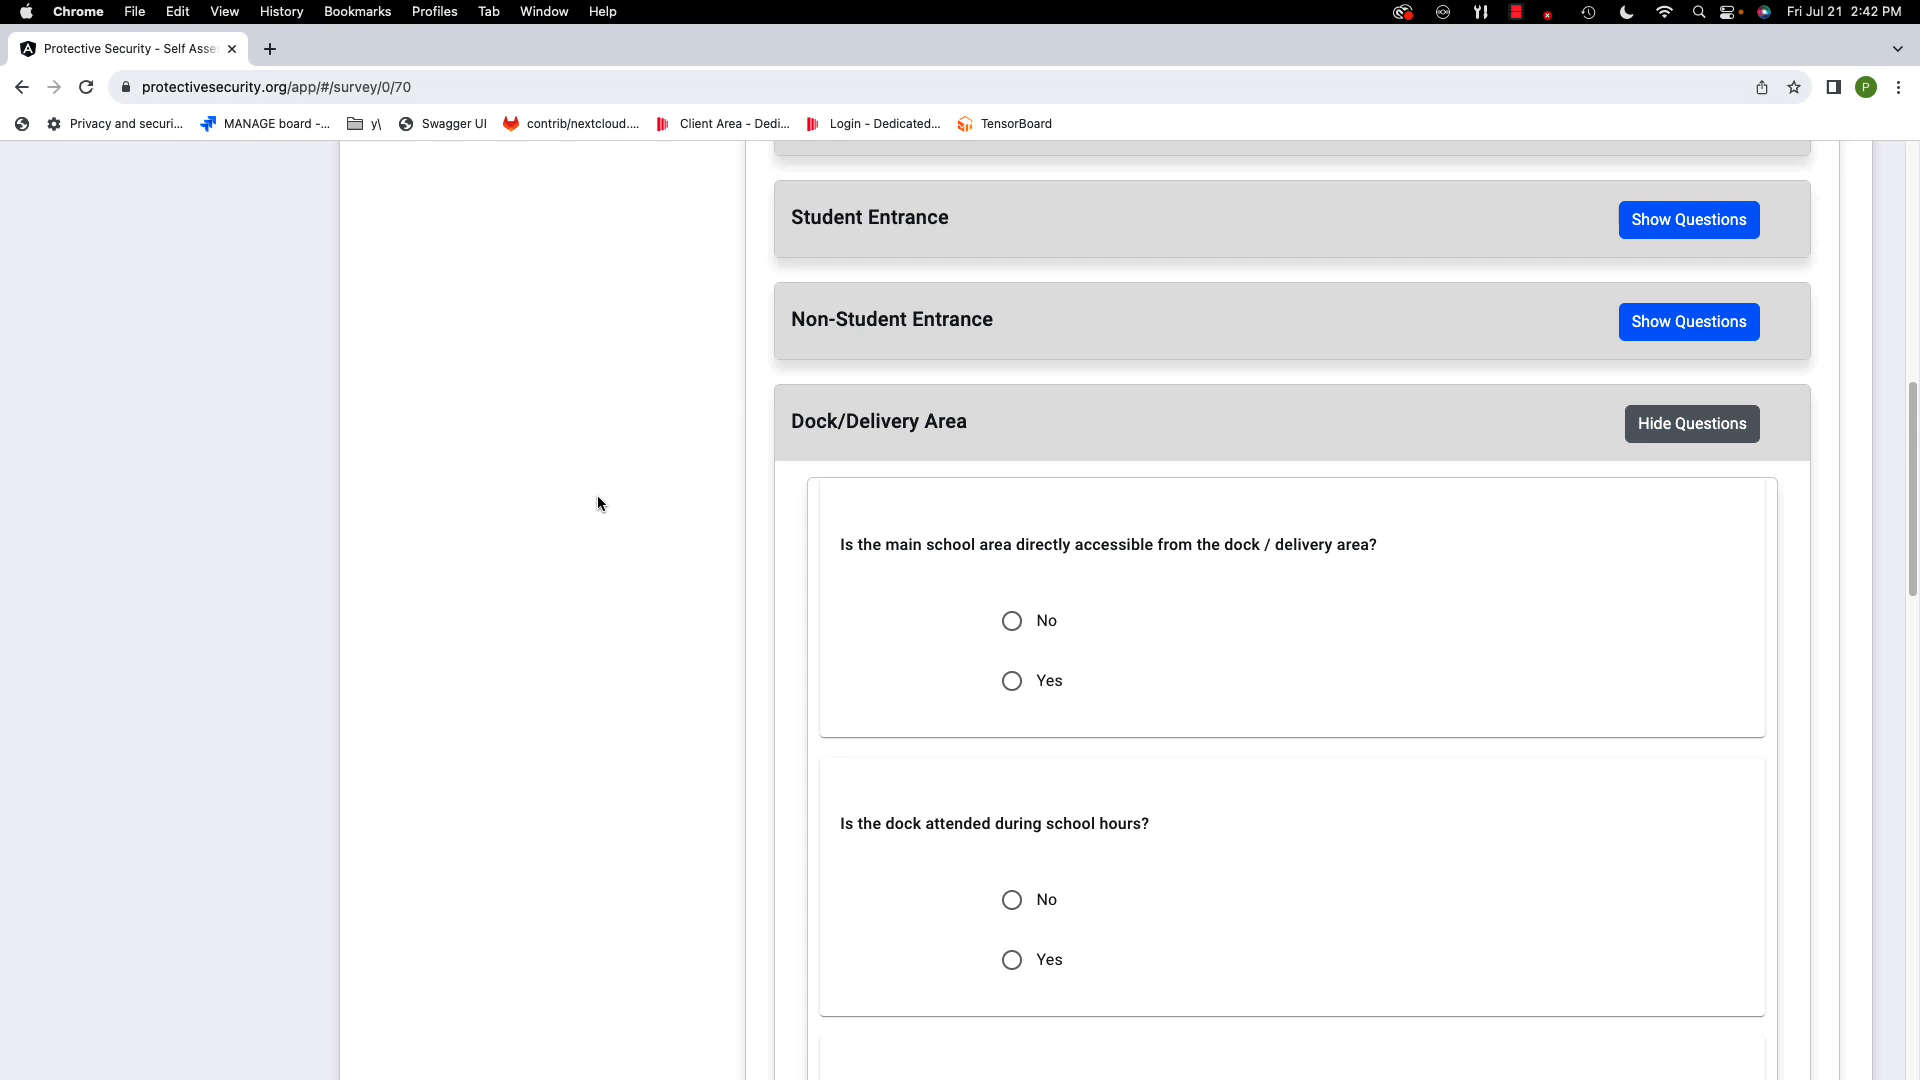 Chrome File Edit View History Bookmarks Profiles Tab Window Help Fri Jul 21 2:42 PM
Protective Security - Self Asse
protectivesecurity.org/app/#/survey/0/70 P
Privacy and securi... MANAGE board -... y\ Swagger UI contrib/nextcloud.... Client Area - Dedi... Login - Dedicated... TensorBoard
Student Entrance Show Questions
Non-Student Entrance Show Questions
Dock/Delivery Area Hide Questions
Is the main school area directly accessible from the dock / delivery area?
No
Yes
Is the dock attended during school hours?
No
Yes